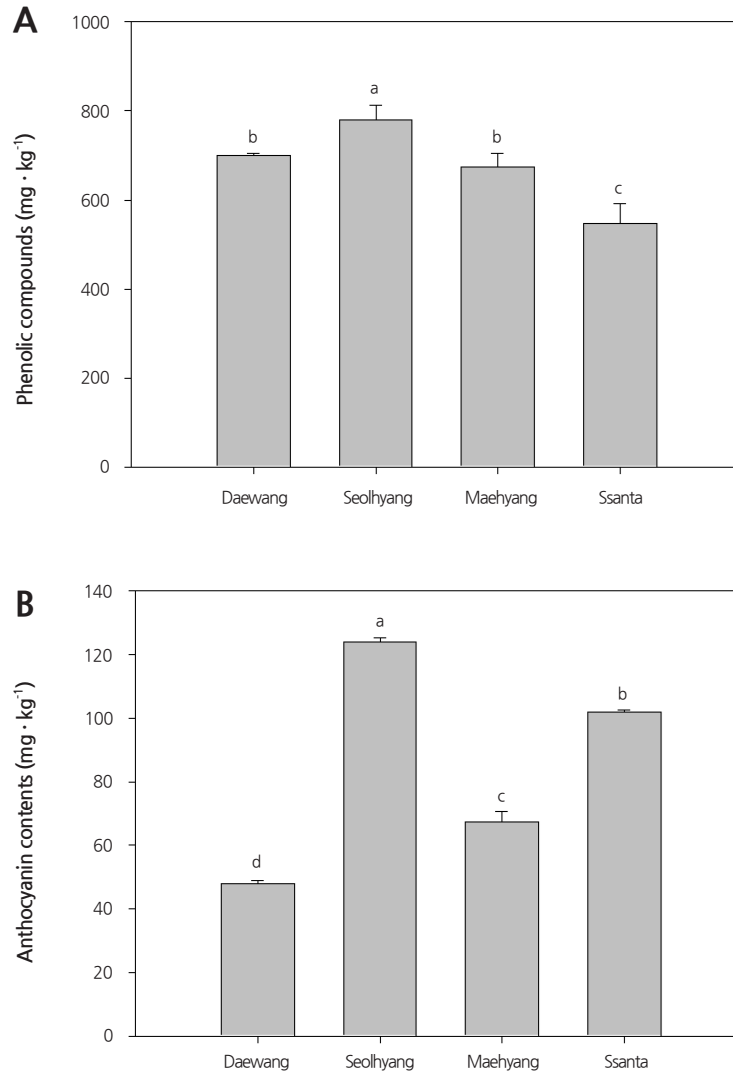 A
Phenolic compounds (mg · kg⁻¹)
1000
800
600
400
200
0
b
a
b
c
Daewang Seolhyang Maehyang Ssanta
B
Anthocyanin contents (mg · kg⁻¹)
140
120
100
80
60
40
20
0
d
a
c
b
Daewang Seolhyang Maehyang Ssanta